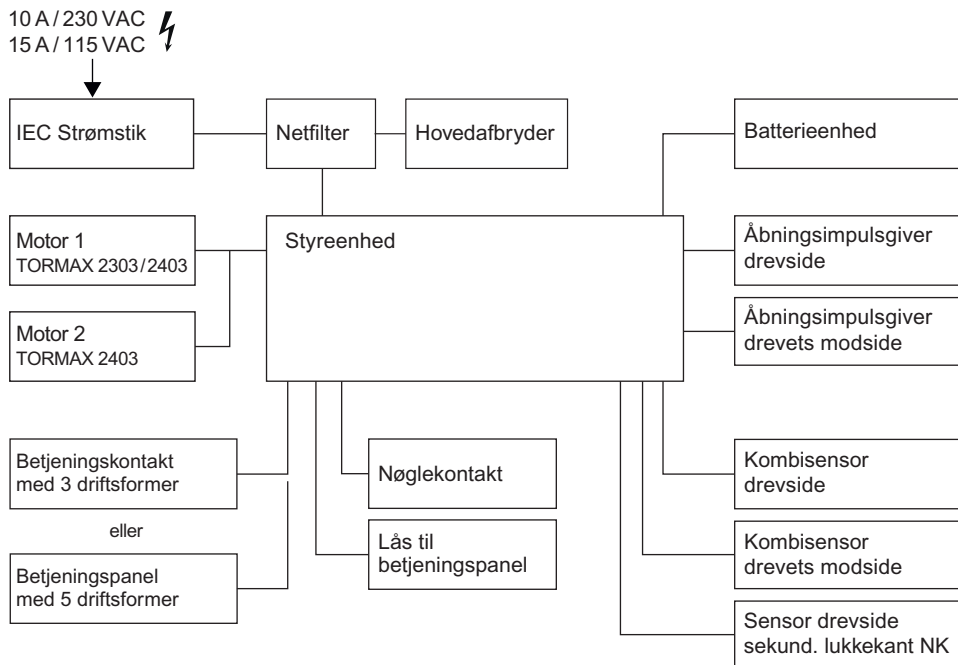 10 A / 230 VAC
15 A / 115 VAC
IEC Strømstik
Netfilter
Hovedafbryder
Batterieenhed
Motor 1
TORMAX 2303/2403
Styreenhed
Åbningsimpulsgiver
drevside
Motor 2
TORMAX 2403
Åbningsimpulsgiver
drevets modside
Betjeningskontakt
med 3 driftsformer
eller
Betjeningspanel
med 5 driftsformer
Nøglekontakt
Lås til
betjeningspanel
Kombisensor
drevside
Kombisensor
drevets modside
Sensor drevside
sekund. lukkekant NK